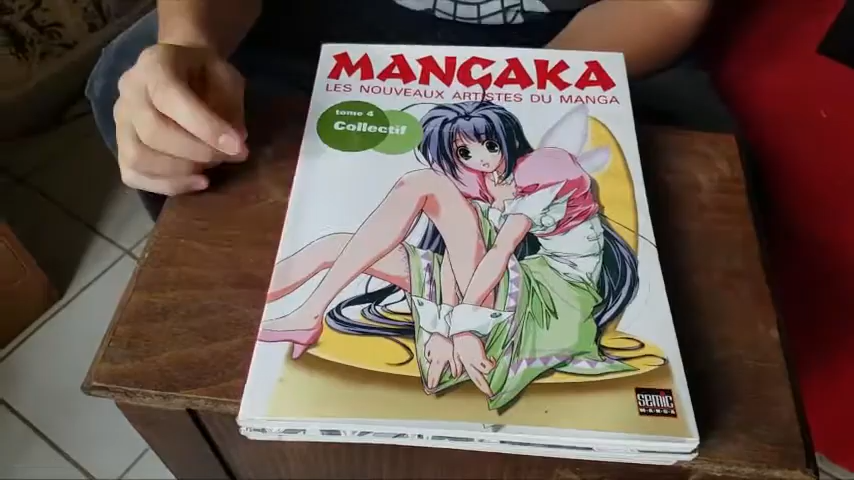 MANGAKA
LES NOUVEAUX ARTISTES DU MANGA
tome 4
Collectif
SEMIC
MANGA